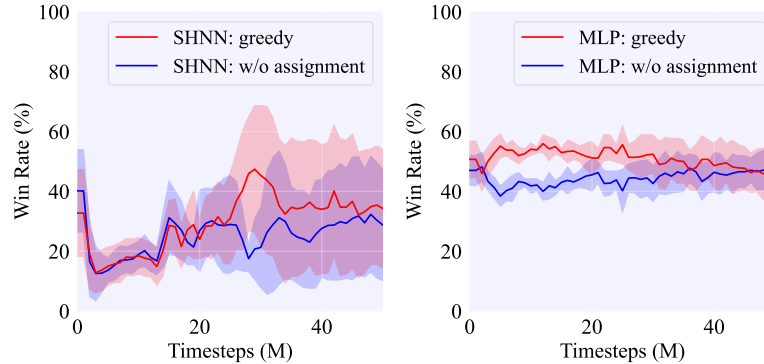 100
80
60
40
20
0
Win Rate (%)
SHNN: greedy
SHNN: w/o assignment
0
20
40
Timesteps (M)
100
80
60
40
20
0
Win Rate (%)
MLP: greedy
MLP: w/o assignment
0
20
40
Timesteps (M)